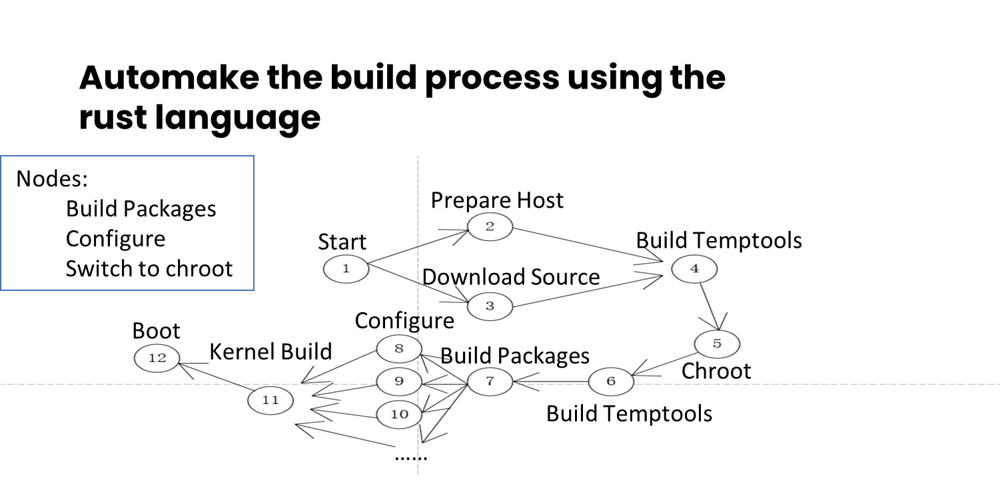 Automake the build process using the
rust language
Nodes:
Build Packages
Configure
Switch to chroot
Prepare Host
2
Start
1
Build Temptools
4
Download Source
3
Configure
8
Boot
12
Kernel Build
Build Packages
5
Chroot
9
7
6
11
10
Build Temptools
......